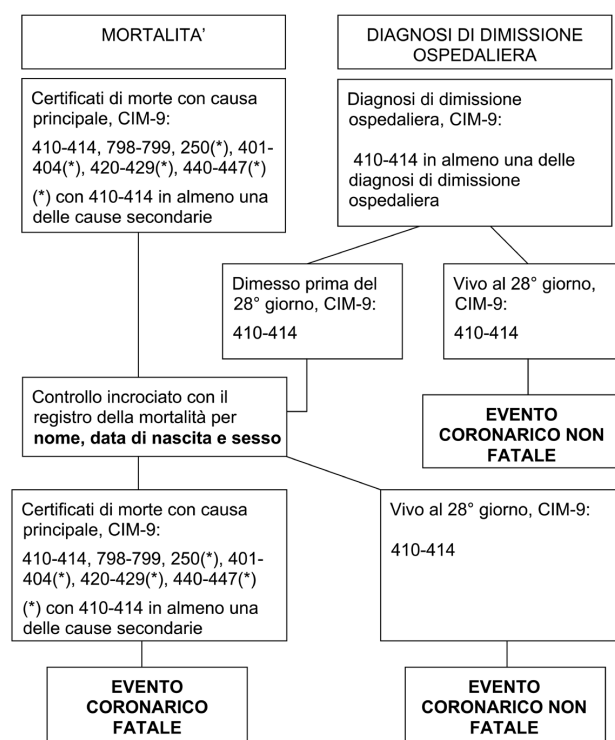 MORTALITA'
DIAGNOSI DI DIMISSIONE
OSPEDALIERA
Certificati di morte con causa
principale, CIM-9:
410-414, 798-799, 250(*), 401-
404(*), 420-429(*), 440-447(*)
(*) con 410-414 in almeno una
delle cause secondarie
Diagnosi di dimissione
ospedaliera, CIM-9:
410-414 in almeno una delle
diagnosi di dimissione
ospedaliera
Dimesso prima del
28° giorno, CIM-9:
410-414
Vivo al 28° giorno,
CIM-9:
410-414
Controllo incrociato con il
registro della mortalità per
nome, data di nascita e sesso
EVENTO
CORONARICO NON
FATALE
Certificati di morte con causa
principale, CIM-9:
410-414, 798-799, 250(*), 401-
404(*), 420-429(*), 440-447(*)
(*) con 410-414 in almeno una
delle cause secondarie
Vivo al 28° giorno, CIM-9:
410-414
EVENTO
CORONARICO
FATALE
EVENTO
CORONARICO NON
FATALE